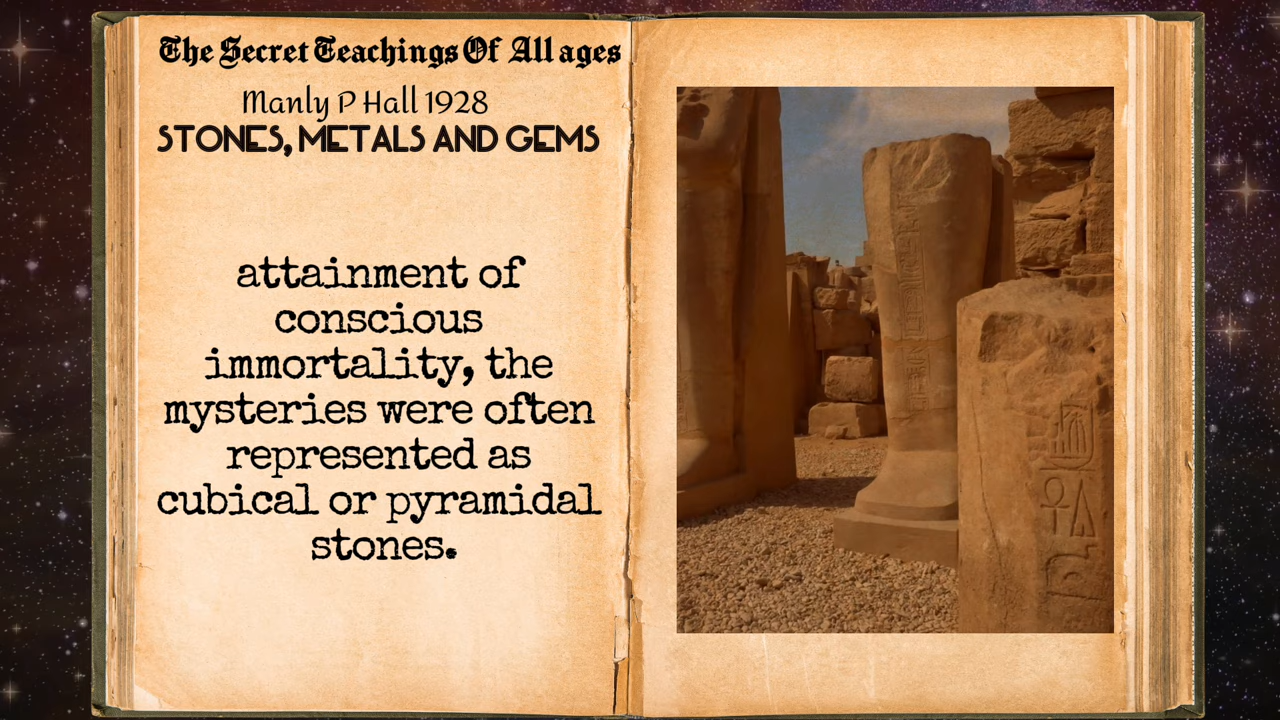 The Secret Teachings Of All ages
Manly P Hall 1928
STONES, METALS AND GEMS
attainment of
conscious
immortality, the
mysteries were often
represented as
cubical or pyramidal
stones.